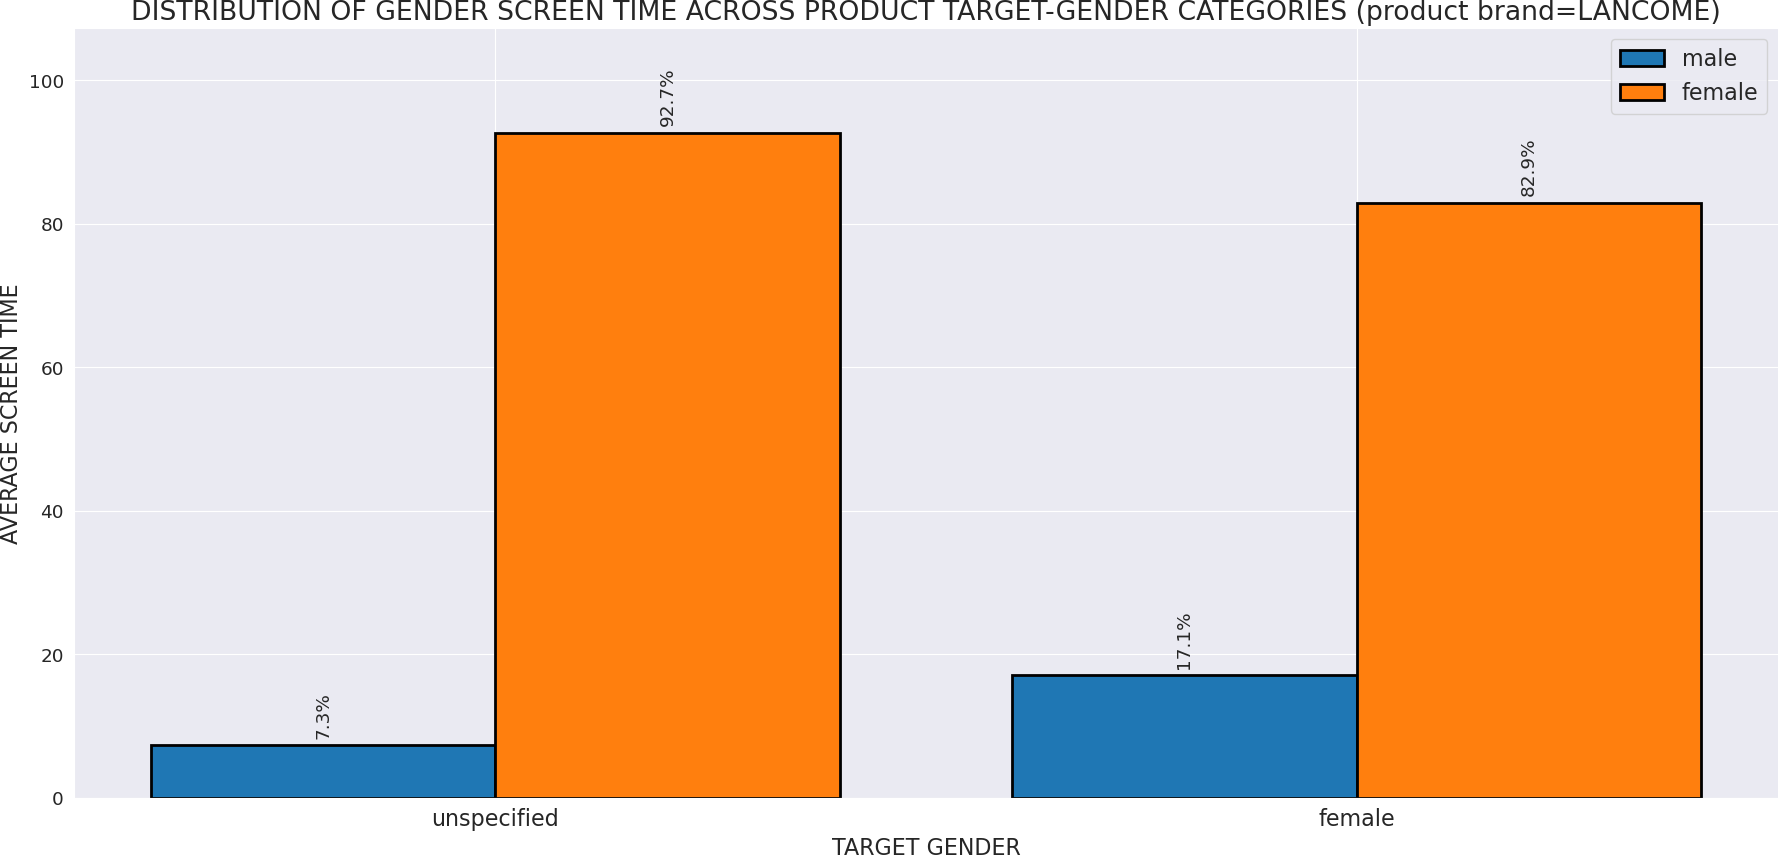 DISTRIBUTION OF GENDER SCREEN TIME ACROSS PRODUCT TARGET-GENDER CATEGORIES (product brand=LANCOME)
male
female
100
80
60
40
20
0
AVERAGE SCREEN TIME
7.3%
92.7%
17.1%
82.9%
unspecified
female
TARGET GENDER